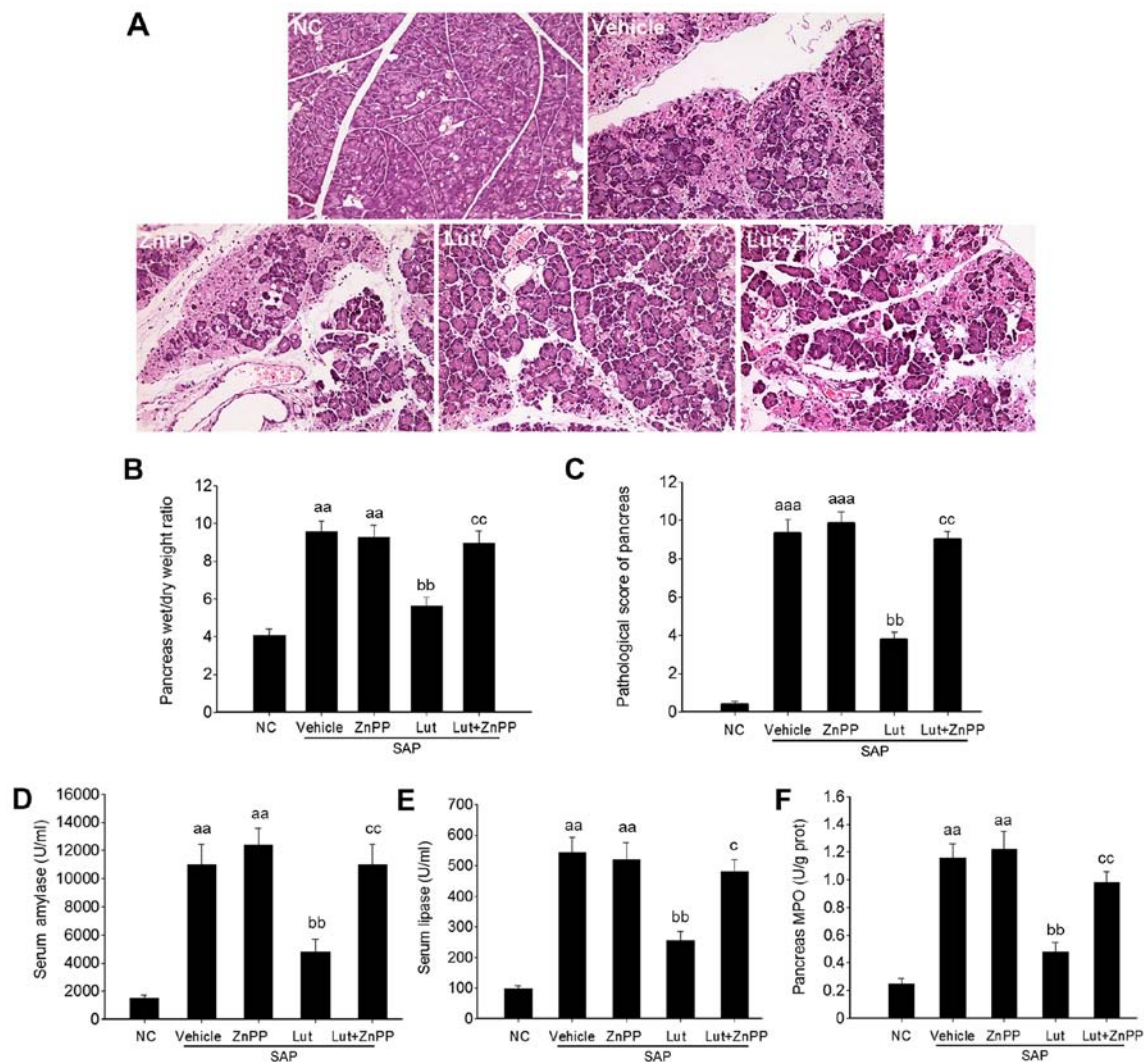 A
NC
Vehicle
ZnPP
Lut
Lut+ZnPP
B
Pancreas wet/dry weight ratio
12
10
8
6
4
2
0
aa
aa
bb
cc
NC
Vehicle
ZnPP
Lut
Lut+ZnPP
SAP
C
Pathological score of pancreas
12
10
8
6
4
2
0
aaa
aaa
bb
cc
NC
Vehicle
ZnPP
Lut
Lut+ZnPP
SAP
D
Serum amylase (U/ml)
16000
14000
12000
10000
8000
6000
4000
2000
0
aa
aa
bb
cc
NC
Vehicle
ZnPP
Lut
Lut+ZnPP
SAP
E
Serum lipase (U/ml)
700
600
500
400
300
200
100
0
aa
aa
bb
c
NC
Vehicle
ZnPP
Lut
Lut+ZnPP
SAP
F
Pancreas MPO (U/g prot)
1.6
1.4
1.2
1.0
0.8
0.6
0.4
0.2
0.0
aa
aa
bb
cc
NC
Vehicle
ZnPP
Lut
Lut+ZnPP
SAP